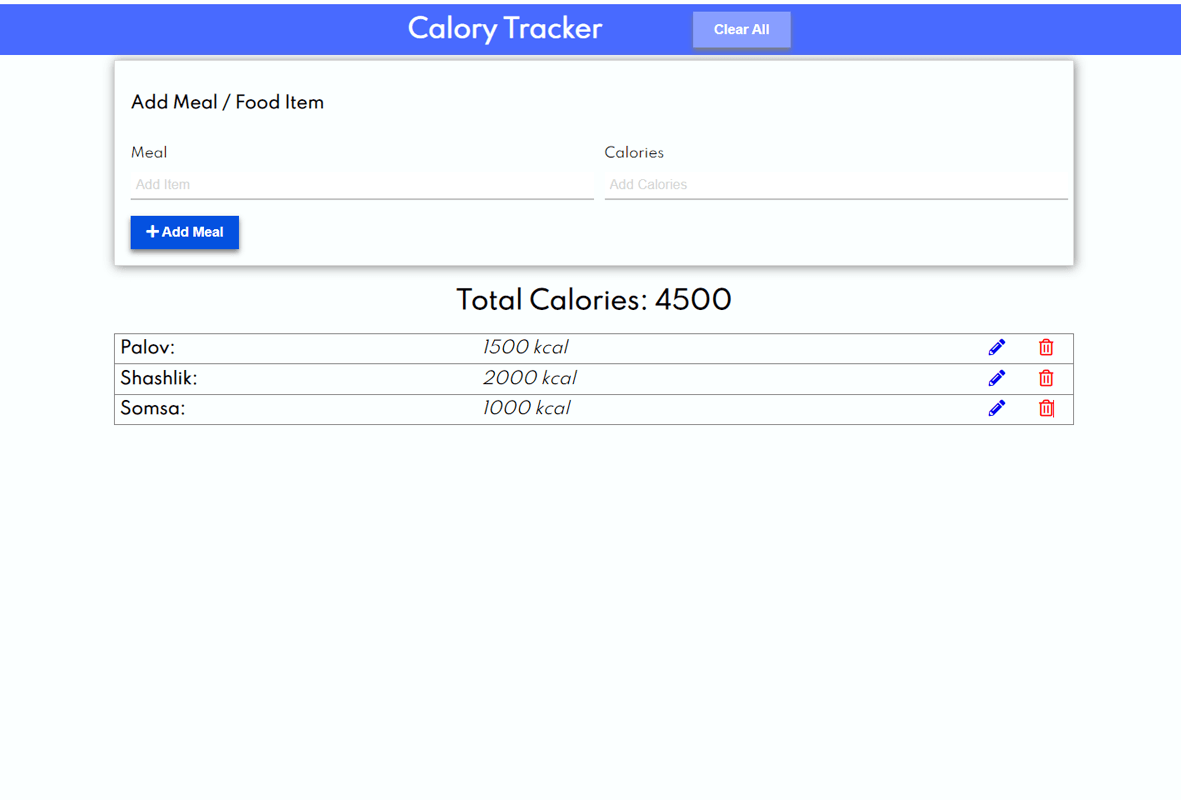 Calory Tracker Clear All
Add Meal / Food Item
Meal Calories
Add Item Add Calories
Add Meal
Total Calories: 4500
Palov: 1500 kcal
Shashlik: 2000 kcal
Somsa: 1000 kcal